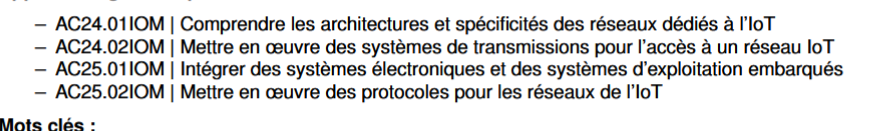 – AC24.01IOM | Comprendre les architectures et spécificités des réseaux dédiés à l'IoT
– AC24.02IOM | Mettre en œuvre des systèmes de transmissions pour l'accès à un réseau IoT
– AC25.01IOM | Intégrer des systèmes électroniques et des systèmes d'exploitation embarqués
– AC25.02IOM | Mettre en œuvre des protocoles pour les réseaux de l'IoT
Mots clés :